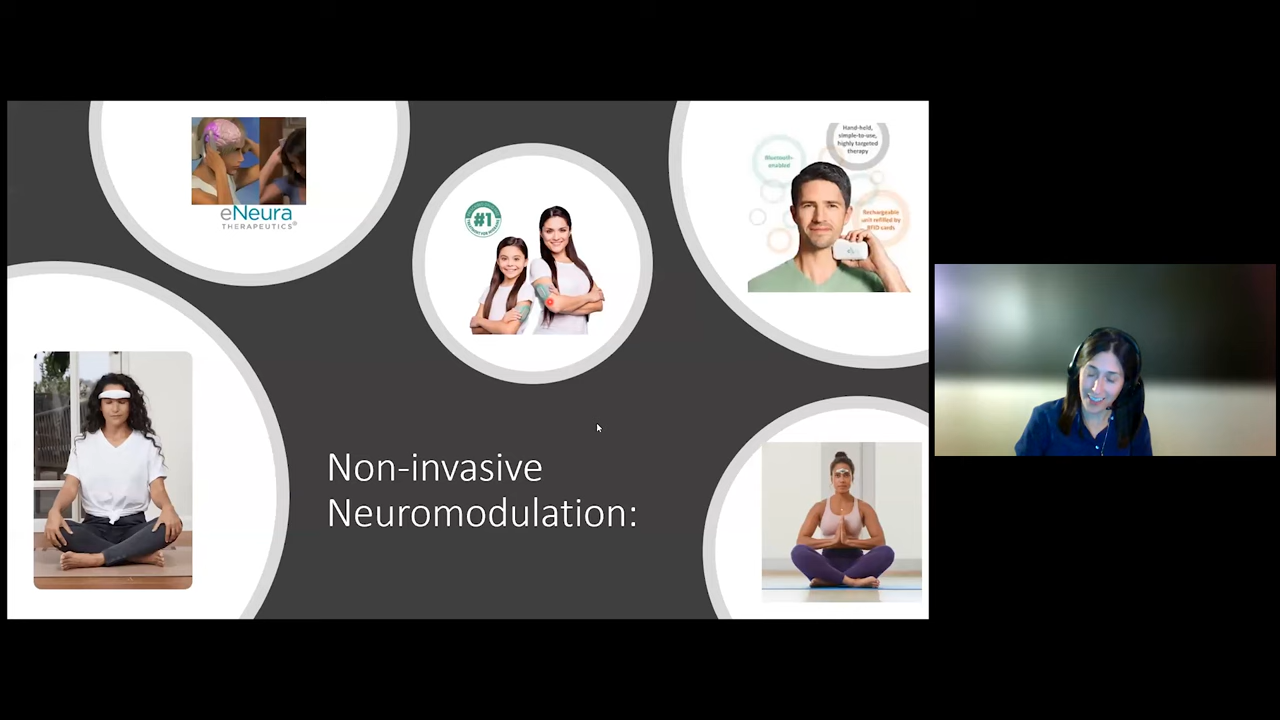 eNeura
THERAPEUTICS®
#1
Hand-held,
simple-to-use,
highly targeted
therapy
Bluetooth-
enabled
Rechargeable
unit refilled by
RFID cards
Non-invasive
Neuromodulation: